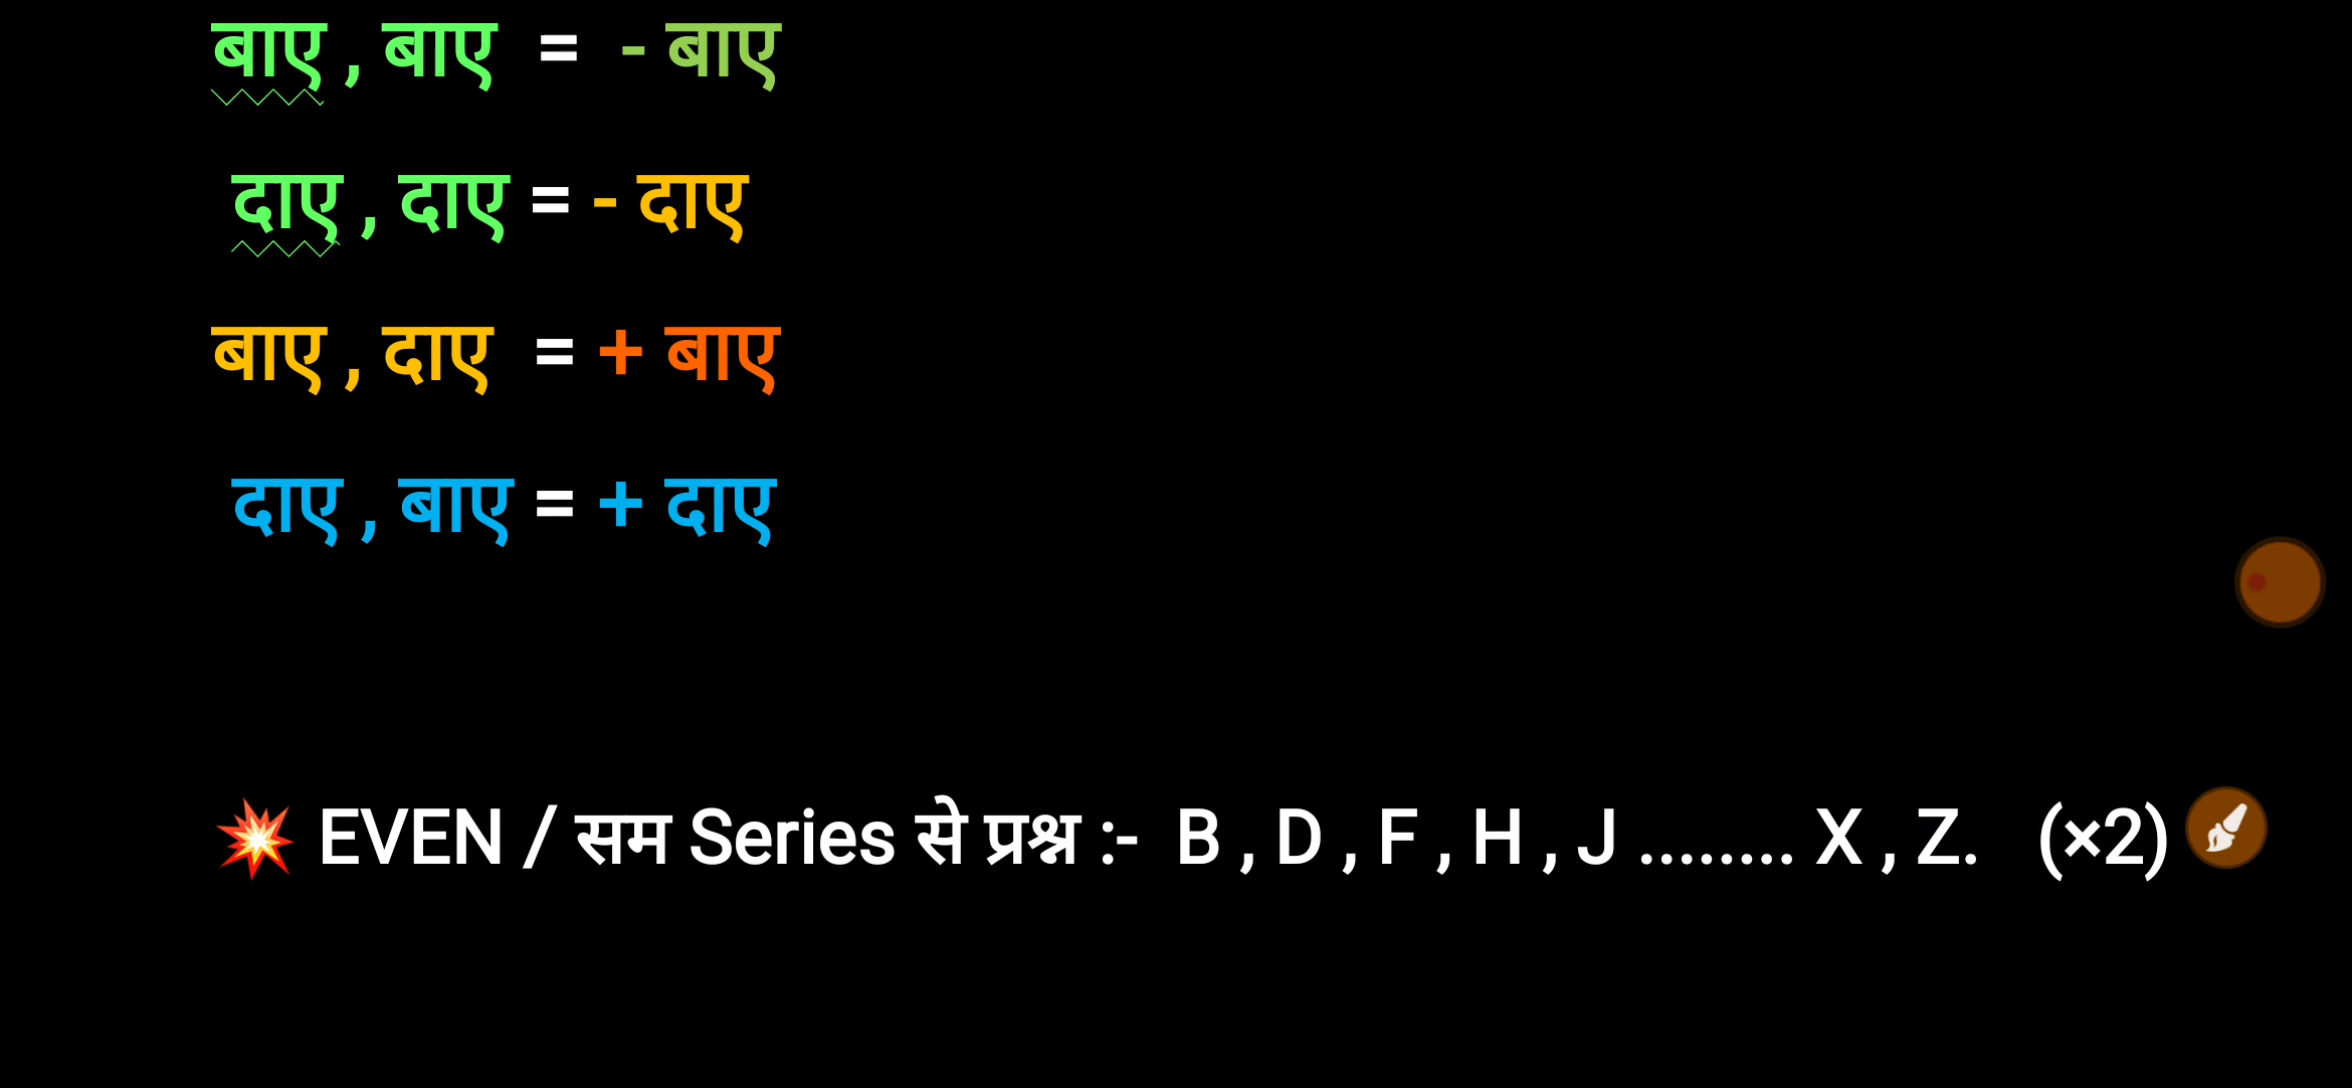 बाए , बाए = - बाए
दाए , दाए = - दाए
बाए , दाए = + बाए
दाए , बाए = + दाए
💥 EVEN / सम Series से प्रश्न :- B , D , F , H , J ........ X , Z. (×2)